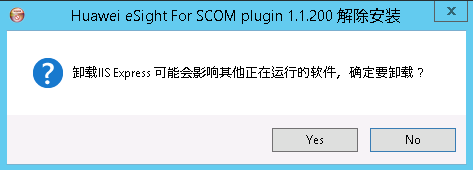 Huawei eSight For SCOM plugin 1.1.200 解除安装
卸载IIS Express 可能会影响其他正在运行的软件，确定要卸载？
Yes
No